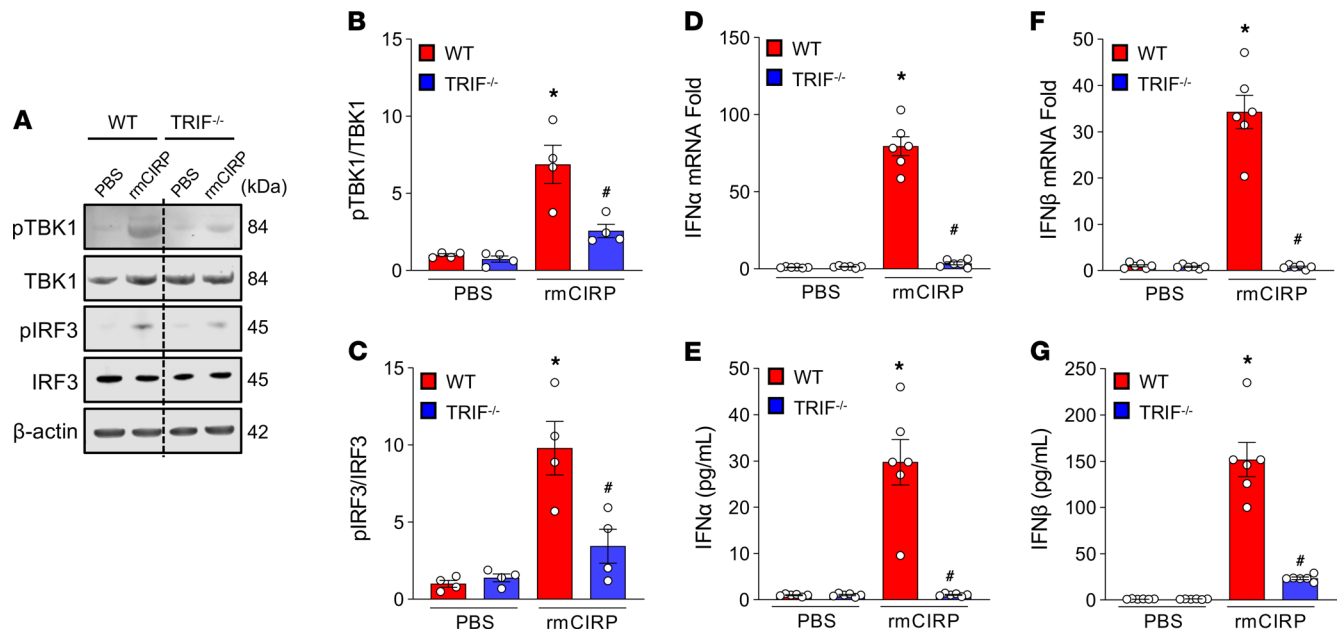 A
WT TRIF-/-
PBS rmCIRP PBS rmCIRP (kDa)
pTBK1 84
TBK1 84
pIRF3 45
IRF3 45
β-actin 42
B
WT
TRIF-/-
pTBK1/TBK1
15
10
5
0
*
#
PBS rmCIRP
C
WT
TRIF-/-
pIRF3/IRF3
15
10
5
0
*
#
PBS rmCIRP
D
WT
TRIF-/-
IFNα mRNA Fold
150
100
50
0
*
#
PBS rmCIRP
E
WT
TRIF-/-
IFNα (pg/mL)
50
40
30
20
10
0
*
#
PBS rmCIRP
F
WT
TRIF-/-
IFNβ mRNA Fold
50
40
30
20
10
0
*
#
PBS rmCIRP
G
WT
TRIF-/-
IFNβ (pg/mL)
250
200
150
100
50
0
*
#
PBS rmCIRP